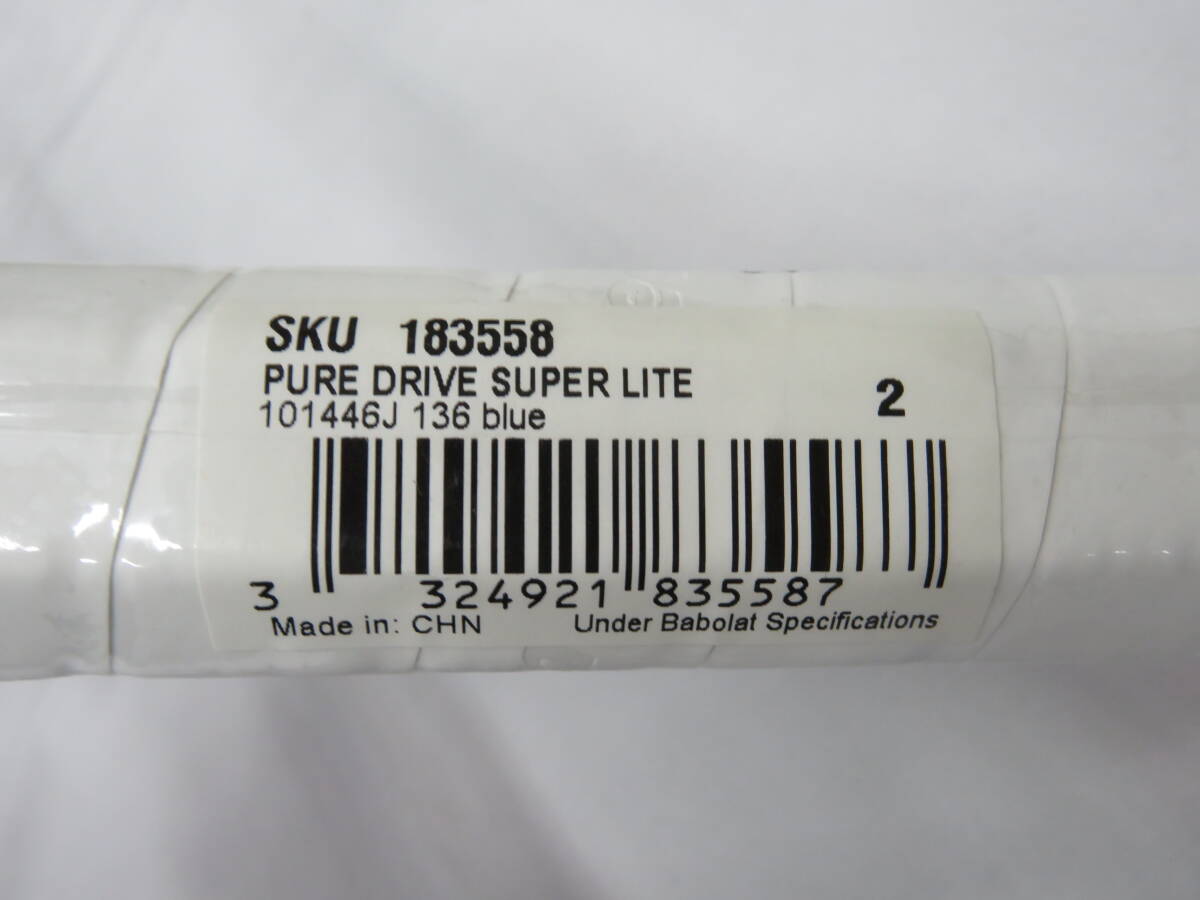 SKU 183558
PURE DRIVE SUPER LITE
2
101446J 136 blue
3 324921 835587
Made in: CHN Under Babolat Specifications